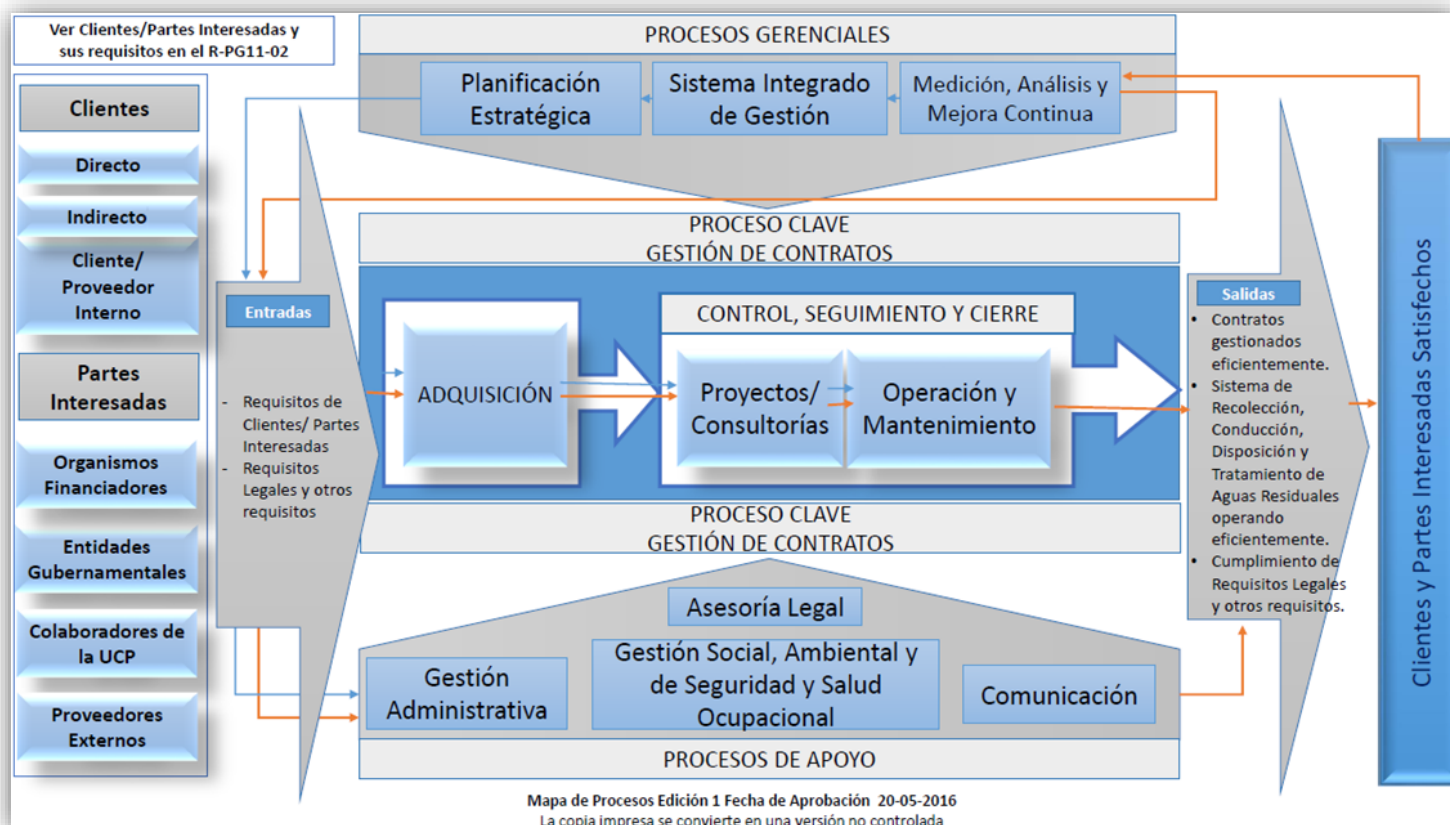 Ver Clientes/Partes Interesadas y
sus requisitos en el R-PG11-02
Clientes
Directo
Indirecto
Cliente/
Proveedor
Interno
Partes
Interesadas
Organismos
Financiadores
Entidades
Gubernamentales
Colaboradores de
la UCP
Proveedores
Externos
Entradas
- Requisitos de
Clientes/ Partes
Interesadas
- Requisitos
Legales y otros
requisitos
PROCESOS GERENCIALES
Planificación
Estratégica
Sistema Integrado
de Gestión
Medición, Análisis y
Mejora Continua
PROCESO CLAVE
GESTIÓN DE CONTRATOS
ADQUISICIÓN
CONTROL, SEGUIMIENTO Y CIERRE
Proyectos/
Consultorías
Operación y
Mantenimiento
PROCESO CLAVE
GESTIÓN DE CONTRATOS
Asesoría Legal
Gestión
Administrativa
Gestión Social, Ambiental y
de Seguridad y Salud
Ocupacional
Comunicación
PROCESOS DE APOYO
Salidas
• Contratos
gestionados
eficientemente.
• Sistema de
Recolección,
Conducción,
Disposición y
Tratamiento de
Aguas Residuales
operando
eficientemente.
• Cumplimiento de
Requisitos Legales
y otros requisitos.
Clientes y Partes Interesadas Satisfechos
Mapa de Procesos Edición 1 Fecha de Aprobación 20-05-2016
La copia impresa se convierte en una versión no controlada